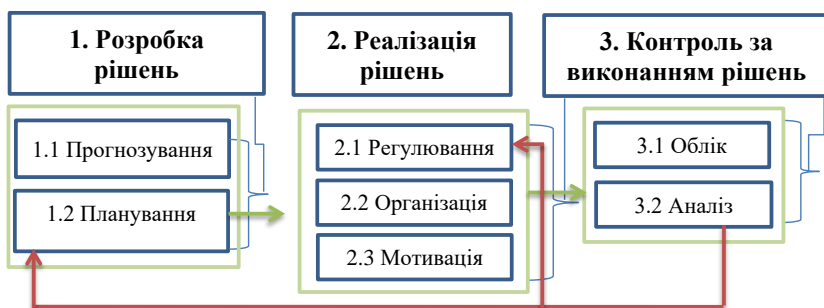 1. Розробка
рішень
2. Реалізація
рішень
3. Контроль за
виконанням рішень
1.1 Прогнозування
1.2 Планування
2.1 Регулювання
2.2 Організація
2.3 Мотивація
3.1 Облік
3.2 Аналіз